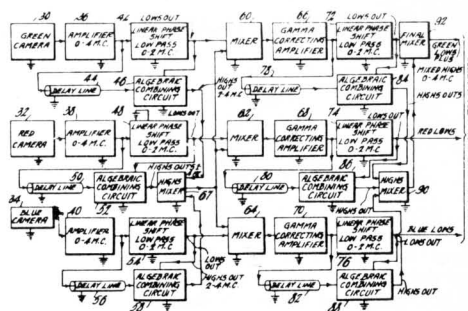 30 36 42 LOWS OUT 60 66 72 LOWS OUT 92
GREEN CAMERA
AMPLIFIER 0-4 M.C.
LINEAR PHASE SHIFT LOW PASS 0-2 M.C.
MIXER
GAMMA CORRECTING AMPLIFIER
LINEAR PHASE SHIFT LOW PASS 0-2 M.C.
FINAL MIXER
GREEN LOWS PLUS MIXED HIGHS 0-4 M.C.
44 DELAY LINE
46 ALGEBRAIC COMBINING CIRCUIT
HIGHS OUT 2-4 M.C.
78 DELAY LINE
ALGEBRAIC COMBINING CIRCUIT
84
HIGHS OUT
LOWS OUT
32 38 48 62 68 74
RED CAMERA
AMPLIFIER 0-4 M.C.
LINEAR PHASE SHIFT LOW PASS 0-2 M.C.
LOWS OUT
MIXER
GAMMA CORRECTING AMPLIFIER
LINEAR PHASE SHIFT LOW PASS 0-2 M.C.
RED LOWS
50 DELAY LINE
ALGEBRAIC COMBINING CIRCUIT
52
HIGHS OUT
HIGHS MIXER
67
80 DELAY LINE
86
ALGEBRAIC COMBINING CIRCUIT
HIGHS OUT
HIGHS MIXER
90
34 40 54 64 70 76
BLUE CAMERA
AMPLIFIER 0-4 M.C.
LINEAR PHASE SHIFT LOW PASS 0-2 M.C.
LOWS OUT
MIXER
GAMMA CORRECTING AMPLIFIER
LINEAR PHASE SHIFT LOW PASS 0-2 M.C.
BLUE LOWS
LOWS OUT
56 DELAY LINE
ALGEBRAIC COMBINING CIRCUIT
58
HIGHS OUT 2-4 M.C.
82 DELAY LINE
ALGEBRAIC COMBINING CIRCUIT
88
HIGHS OUT